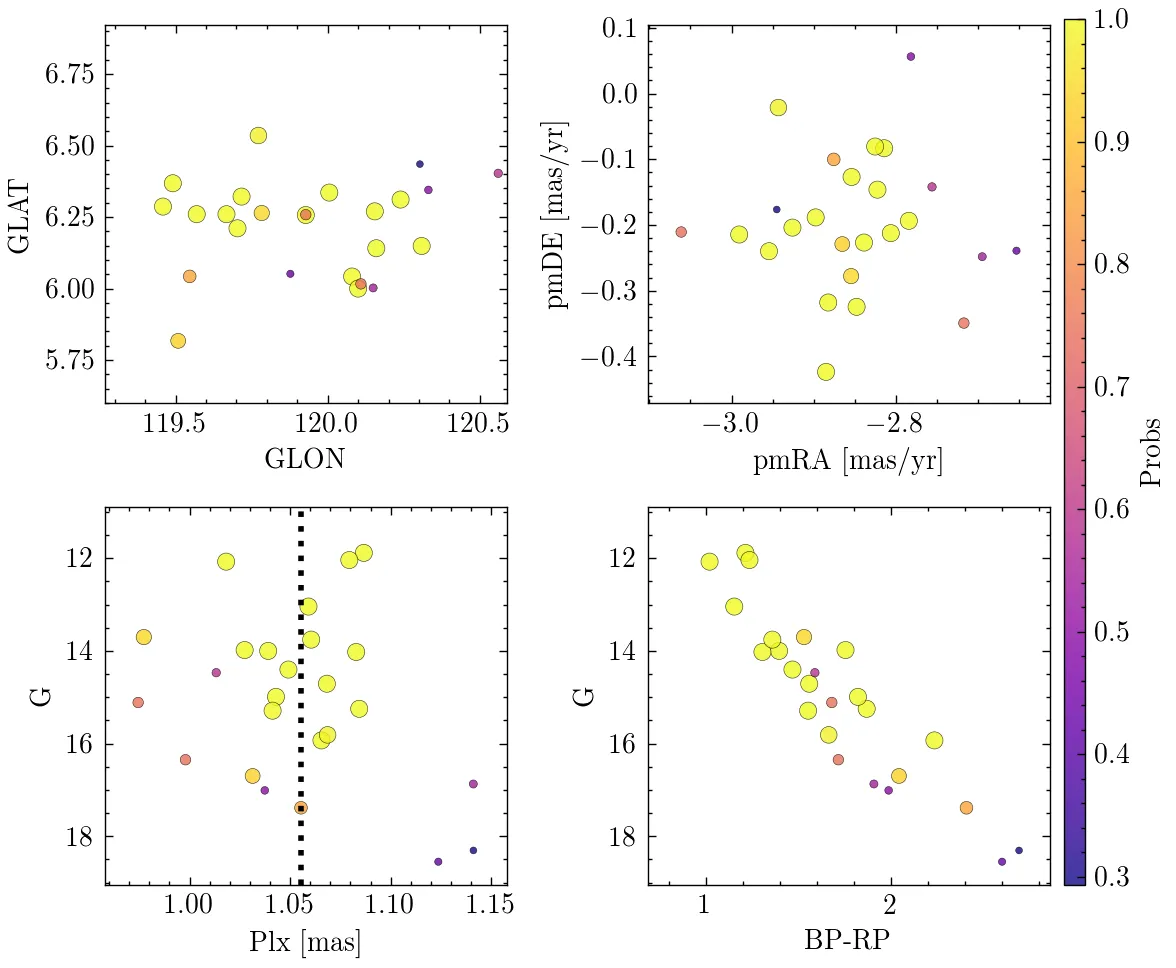 6.75
6.50
6.25
6.00
5.75
GLAT
119.5 120.0 120.5
GLON
0.1
0.0
−0.1
−0.2
−0.3
−0.4
pmDE [mas/yr]
−3.0 −2.8
pmRA [mas/yr]
12
14
16
18
G
1.00 1.05 1.10 1.15
Plx [mas]
12
14
16
18
G
1 2
BP-RP
1.0
0.9
0.8
0.7
0.6
0.5
0.4
0.3
Probs